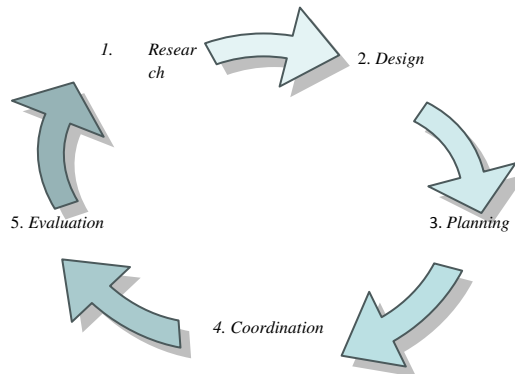 1. Resear
ch
2. Design
3. Planning
4. Coordination
5. Evaluation